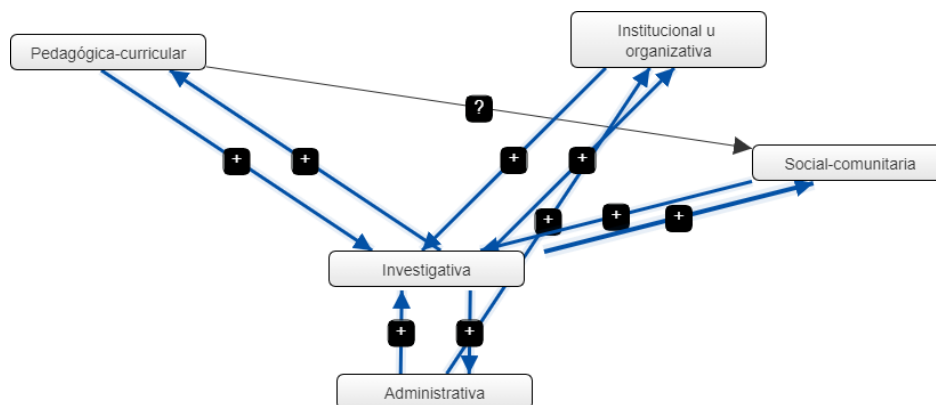 Institucional u
organizativa
Pedagógica-curricular
?
+
+
+
+
Social-comunitaria
+
+
+
Investigativa
+
+
Administrativa